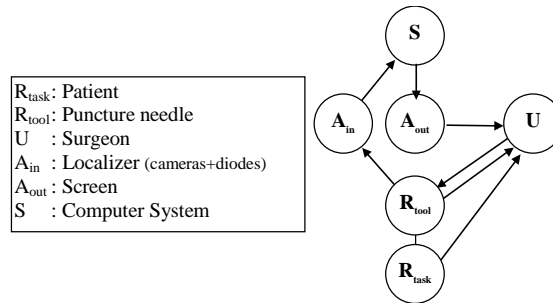 R_task : Patient
R_tool : Puncture needle
U : Surgeon
A_in : Localizer (cameras+diodes)
A_out : Screen
S : Computer System
S
A_in
A_out
U
R_tool
R_task